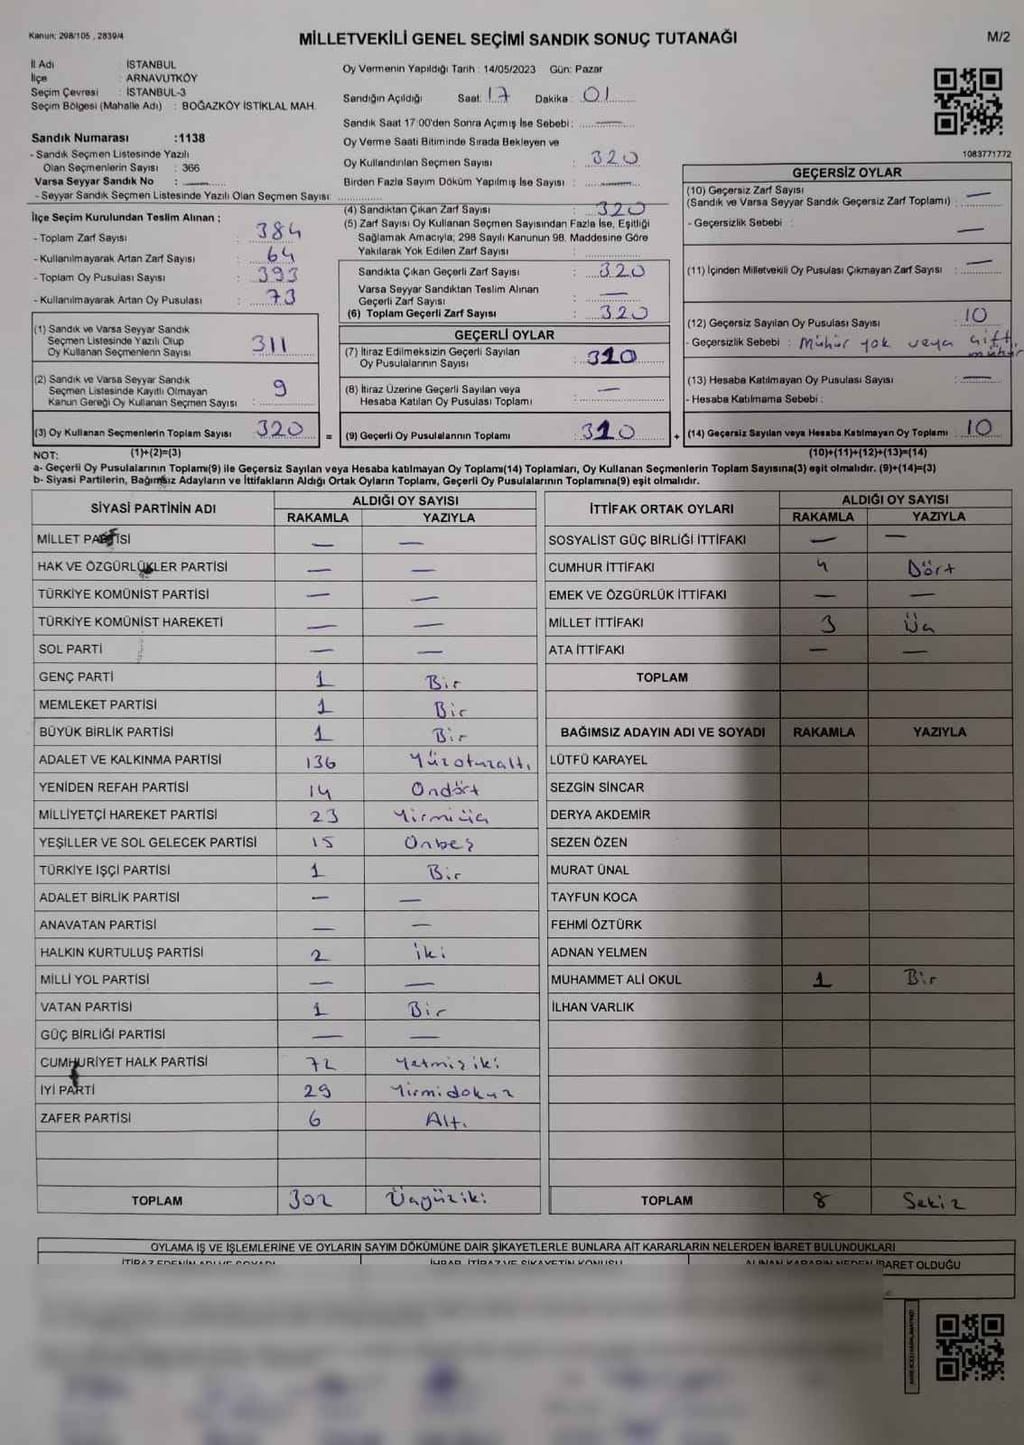 Kanun: 298/105 , 2839/4
MİLLETVEKİLİ GENEL SEÇİMİ SANDIK SONUÇ TUTANAĞI
M/2
İl Adı : İSTANBUL
İlçe : ARNAVUTKÖY
Seçim Çevresi : İSTANBUL-3
Seçim Bölgesi (Mahalle Adı) : BOĞAZKÖY İSTİKLAL MAH.
Sandık Numarası :1138
- Sandık Seçmen Listesinde Yazılı
Olan Seçmenlerin Sayısı : 366
Varsa Seyyar Sandık No :
- Seyyar Sandık Seçmen Listesinde Yazılı Olan Seçmen Sayısı:
Oy Vermenin Yapıldığı Tarih : 14/05/2023 Gün: Pazar
Sandığın Açıldığı Saat: 17 Dakika: 01
Sandık Saat 17:00'den Sonra Açımış İse Sebebi : —
Oy Verme Saati Bitiminde Sırada Bekleyen ve
Oy Kullandırılan Seçmen Sayısı : 320
Birden Fazla Sayım Döküm Yapılmış İse Sayısı : —
1083771772
İlçe Seçim Kurulundan Teslim Alınan ;
- Toplam Zarf Sayısı : 384
- Kullanılmayarak Artan Zarf Sayısı : 64
- Toplam Oy Pusulası Sayısı : 393
- Kullanılmayarak Artan Oy Pusulası : 73
(1) Sandık ve Varsa Seyyar Sandık
Seçmen Listesinde Yazılı Olup
Oy Kullanan Seçmenlerin Sayısı : 311
(2) Sandık ve Varsa Seyyar Sandık
Seçmen Listesinde Kayıtlı Olmayan
Kanun Gereği Oy Kullanan Seçmen Sayısı : 9
(3) Oy Kullanan Seçmenlerin Toplam Sayısı : 320
(4) Sandıktan Çıkan Zarf Sayısı : 320
(5) Zarf Sayısı Oy Kullanan Seçmen Sayısından Fazla İse, Eşitliği
Sağlamak Amacıyla; 298 Sayılı Kanunun 98. Maddesine Göre
Yakılarak Yok Edilen Zarf Sayısı :
Sandıkta Çıkan Geçerli Zarf Sayısı : 320
Varsa Seyyar Sandıktan Teslim Alınan
Geçerli Zarf Sayısı : —
(6) Toplam Geçerli Zarf Sayısı : 320
GEÇERLİ OYLAR
(7) İtiraz Edilmeksizin Geçerli Sayılan
Oy Pusulalarının Sayısı : 310
(8) İtiraz Üzerine Geçerli Sayılan veya
Hesaba Katılan Oy Pusulası Toplamı : —
= (9) Geçerli Oy Pusulalarının Toplamı : 310
GEÇERSİZ OYLAR
(10) Geçersiz Zarf Sayısı
(Sandık ve Varsa Seyyar Sandık Geçersiz Zarf Toplamı) : —
- Geçersizlik Sebebi : —
(11) İçinden Milletvekili Oy Pusulası Çıkmayan Zarf Sayısı : —
(12) Geçersiz Sayılan Oy Pusulası Sayısı : 10
- Geçersizlik Sebebi : Mühür yok veya çift mühür
(13) Hesaba Katılmayan Oy Pusulası Sayısı : —
- Hesaba Katılmama Sebebi :
+ (14) Geçersiz Sayılan veya Hesaba Katılmayan Oy Toplamı : 10
NOT: (1)+(2)=(3) (10)+(11)+(12)+(13)=(14)
a- Geçerli Oy Pusulalarının Toplamı(9) ile Geçersiz Sayılan veya Hesaba katılmayan Oy Toplamı(14) Toplamları, Oy Kullanan Seçmenlerin Toplam Sayısına(3) eşit olmalıdır. (9)+(14)=(3)
b- Siyasi Partilerin, Bağımsız Adayların ve İttifakların Aldığı Ortak Oyların Toplamı, Geçerli Oy Pusulalarının Toplamına(9) eşit olmalıdır.
SİYASİ PARTİNİN ADI ALDIĞI OY SAYISI
RAKAMLA YAZIYLA
MİLLET PARTİSİ — —
HAK VE ÖZGÜRLÜKLER PARTİSİ — —
TÜRKİYE KOMÜNİST PARTİSİ — —
TÜRKİYE KOMÜNİST HAREKETİ — —
SOL PARTİ — —
GENÇ PARTİ 1 Bir
MEMLEKET PARTİSİ 1 Bir
BÜYÜK BİRLİK PARTİSİ 1 Bir
ADALET VE KALKINMA PARTİSİ 136 Yüzotuzaltı
YENİDEN REFAH PARTİSİ 14 Ondört
MİLLİYETÇİ HAREKET PARTİSİ 23 Yirmiüç
YEŞİLLER VE SOL GELECEK PARTİSİ 15 Onbeş
TÜRKİYE İŞÇİ PARTİSİ 1 Bir
ADALET BİRLİK PARTİSİ — —
ANAVATAN PARTİSİ — —
HALKIN KURTULUŞ PARTİSİ 2 iki
MİLLİ YOL PARTİSİ — —
VATAN PARTİSİ 1 Bir
GÜÇ BİRLİĞİ PARTİSİ — —
CUMHURİYET HALK PARTİSİ 72 Yetmişiki
İYİ PARTİ 29 Yirmidokuz
ZAFER PARTİSİ 6 Altı
TOPLAM 302 Üçyüziki
İTTİFAK ORTAK OYLARI ALDIĞI OY SAYISI
RAKAMLA YAZIYLA
SOSYALİST GÜÇ BİRLİĞİ İTTİFAKI — —
CUMHUR İTTİFAKI 4 Dört
EMEK VE ÖZGÜRLÜK İTTİFAKI — —
MİLLET İTTİFAKI 3 Üç
ATA İTTİFAKI — —
TOPLAM
BAĞIMSIZ ADAYIN ADI VE SOYADI RAKAMLA YAZIYLA
LÜTFÜ KARAYEL
SEZGİN SİNCAR
DERYA AKDEMİR
SEZEN ÖZEN
MURAT ÜNAL
TAYFUN KOCA
FEHMİ ÖZTÜRK
ADNAN YELMEN
MUHAMMET ALİ OKUL 1 Bir
İLHAN VARLIK
TOPLAM 8 Sekiz
OYLAMA İŞ VE İŞLEMLERİNE VE OYLARIN SAYIM DÖKÜMÜNE DAİR ŞİKAYETLERLE BUNLARA AİT KARARLARIN NELERDEN İBARET BULUNDUKLARI
İTİRAZ EDENİN ADI VE SOYADI
İHBAR, İTİRAZ VE ŞİKAYETİN KONUSU
ALINAN KARARIN NEDEN İBARET OLDUĞU